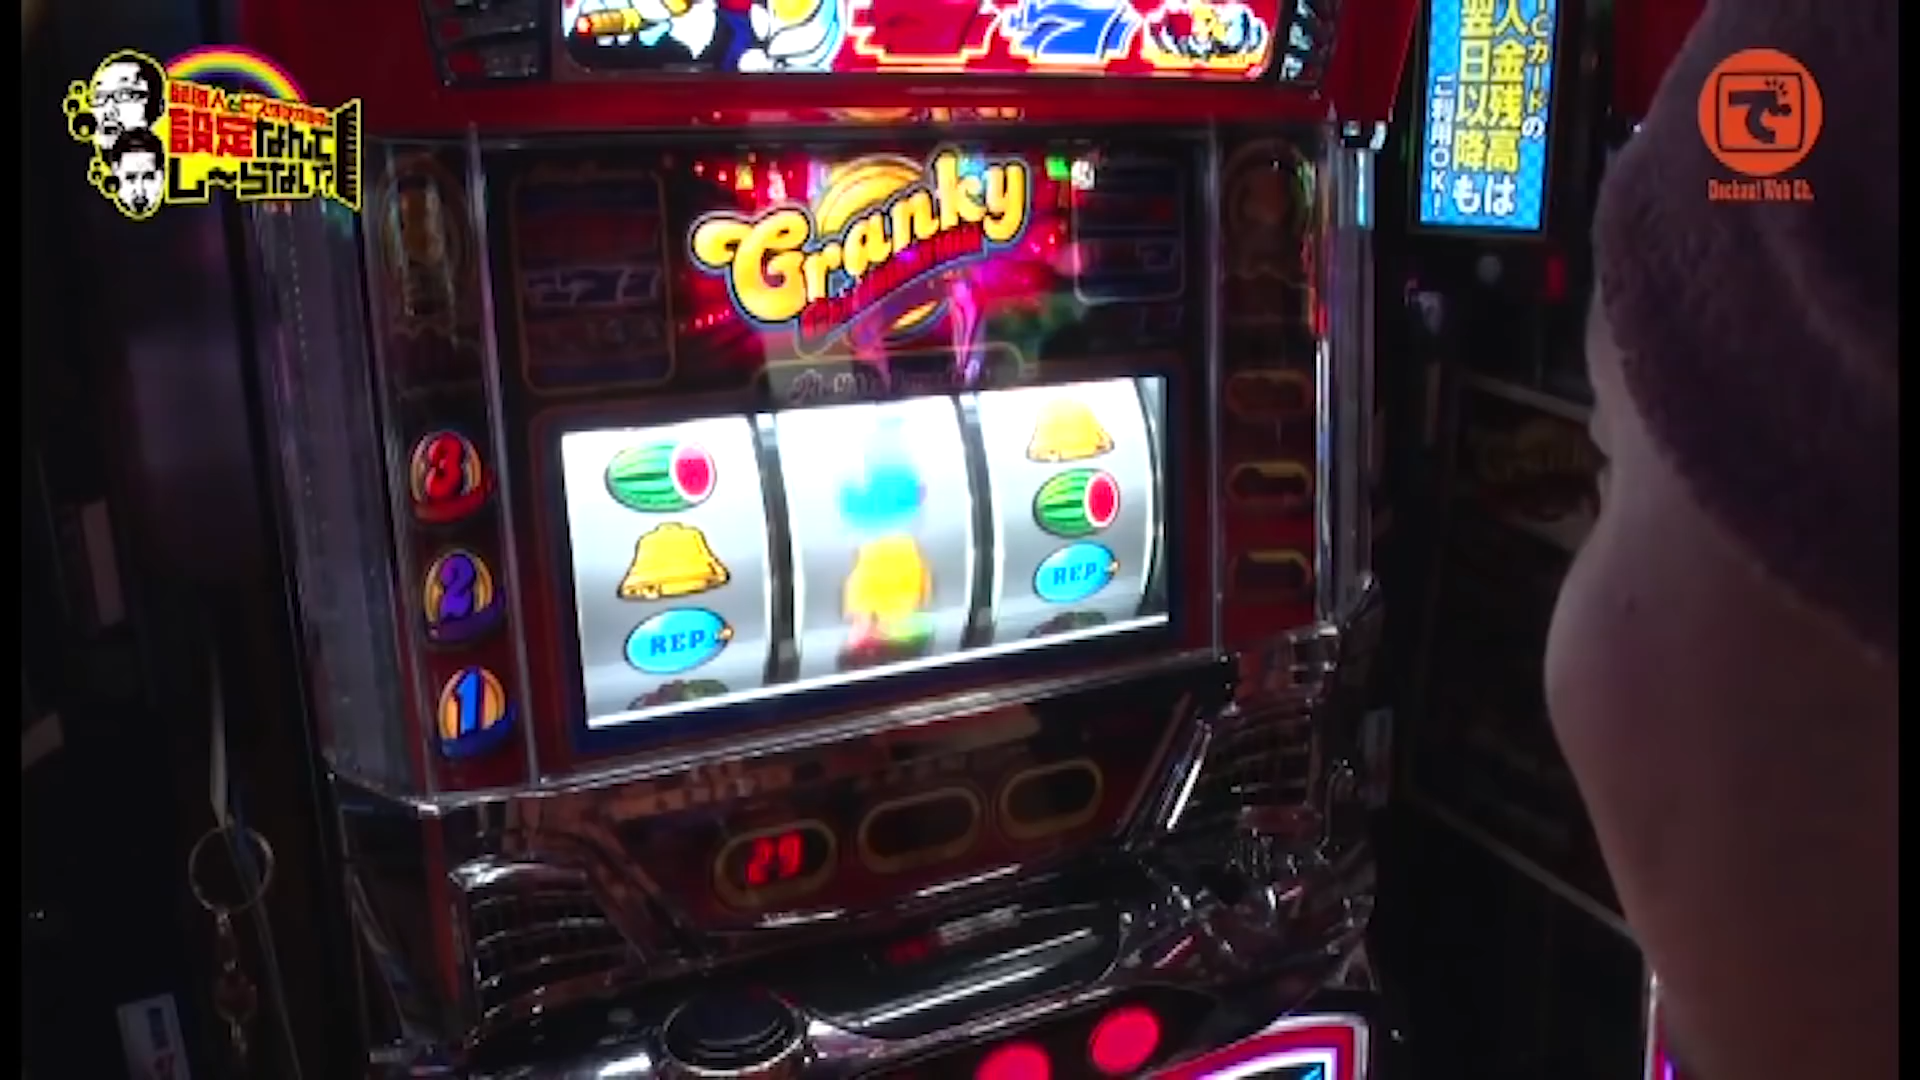 設定なんて
し〜らない?
Cranky
ICカードの
入金残高は
翌日以降も
ご利用OK!
Dochau! Web Ch.
3
2
1
REP
REP
29